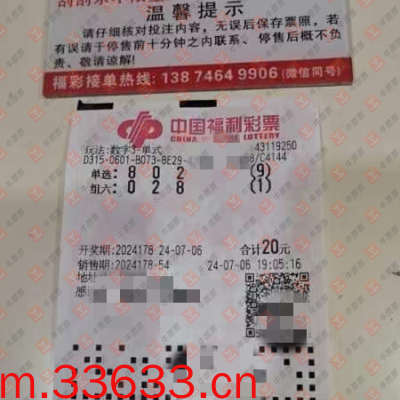 温馨提示
请仔细核对投注内容，无误后保存票照，若
有误请于停售前十分钟之内联系、停售后概不负
责、敬请谅解!
福彩接单热线: 138 7464 9906 (微信同号)
中国福利彩票
CHINA LOTTERY
玩法:数字3-单式 43119250
D315-0601-B073-8E29- /C4144
单选: 8 0 2 (9)
组六: 0 2 8 (1)
开奖期:2024178 24-07-06 合计20元
销售期:2024178-54 24-07-06 19:05:16
地址
感
m.33633.cn